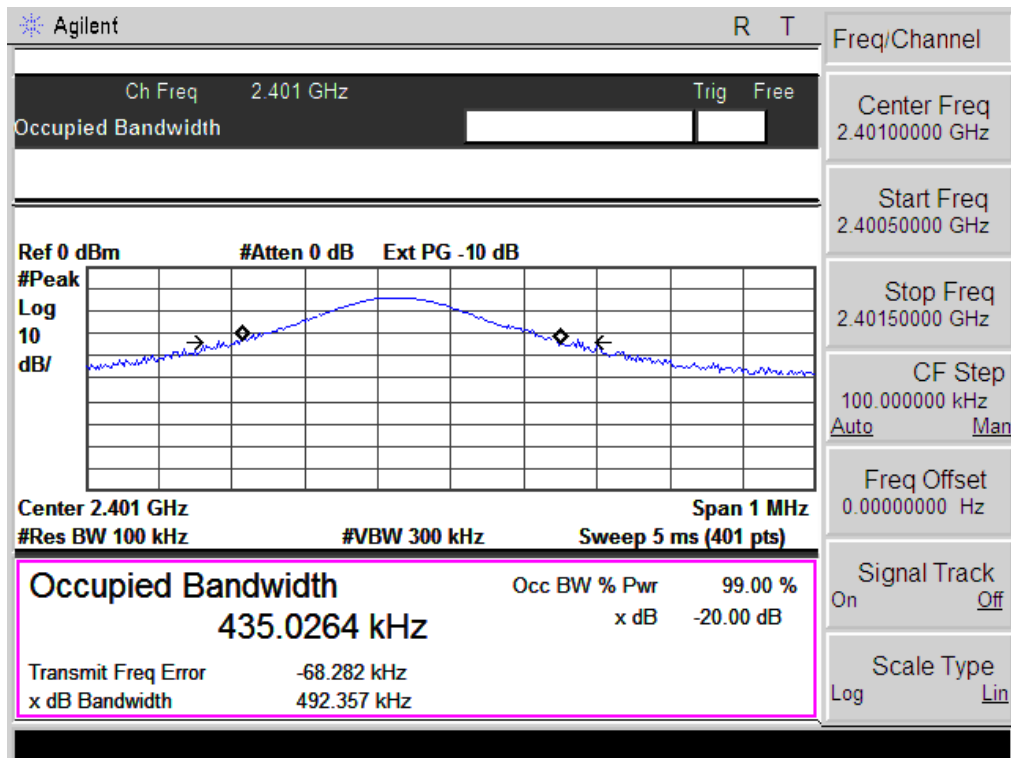 Agilent R T
Ch Freq 2.401 GHz Trig Free
Occupied Bandwidth
Ref 0 dBm #Atten 0 dB Ext PG -10 dB
#Peak
Log
10
dB/
Center 2.401 GHz Span 1 MHz
#Res BW 100 kHz #VBW 300 kHz Sweep 5 ms (401 pts)
Occupied Bandwidth Occ BW % Pwr 99.00 %
435.0264 kHz x dB -20.00 dB
Transmit Freq Error -68.282 kHz
x dB Bandwidth 492.357 kHz
Freq/Channel
Center Freq
2.40100000 GHz
Start Freq
2.40050000 GHz
Stop Freq
2.40150000 GHz
CF Step
100.000000 kHz
Auto Man
Freq Offset
0.00000000 Hz
Signal Track
On Off
Scale Type
Log Lin